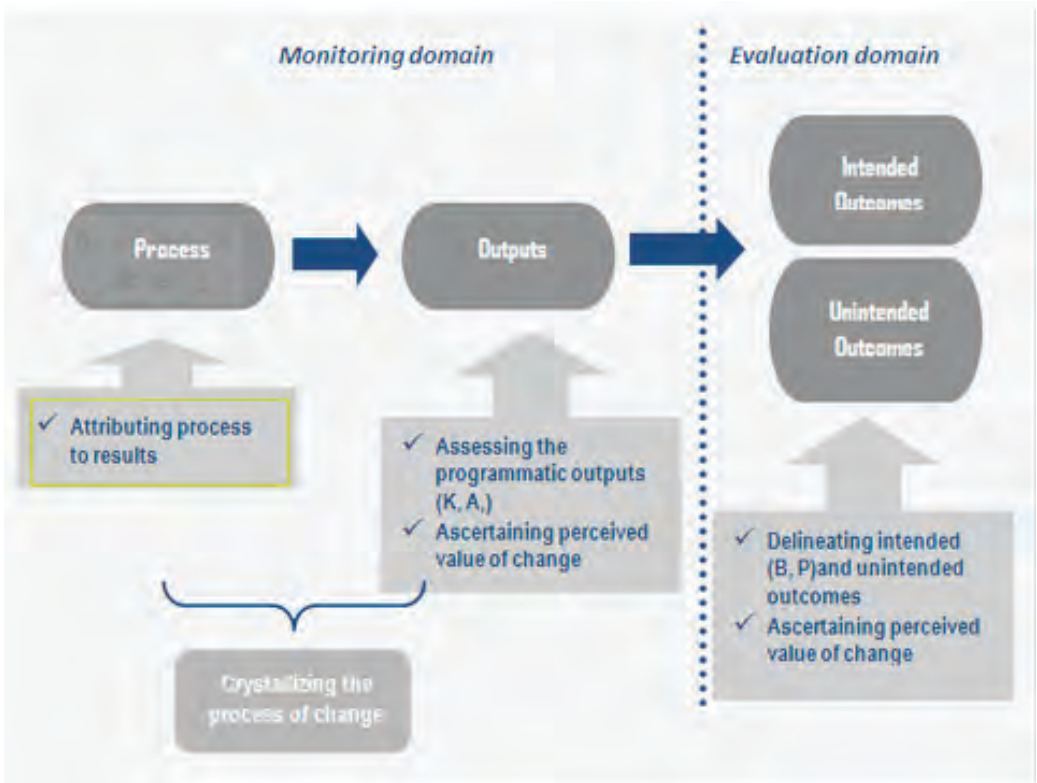 Monitoring domain
Evaluation domain
Intended
Outcomes
Process
Outputs
Unintended
Outcomes
✓ Attributing process
to results
✓ Assessing the
programmatic outputs
(K, A,)
✓ Ascertaining perceived
value of change
✓ Delineating intended
(B, P)and unintended
outcomes
✓ Ascertaining perceived
value of change
Crystallizing the
process of change